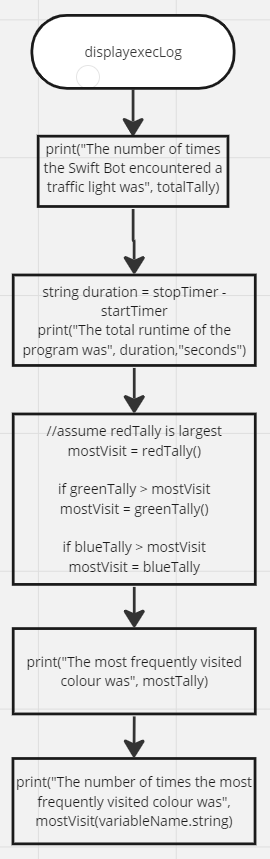 displayexecLog
print("The number of times
the Swift Bot encountered a
traffic light was", totalTally)
string duration = stopTimer -
startTimer
print("The total runtime of the
program was", duration,"seconds")
//assume redTally is largest
mostVisit = redTally()
if greenTally > mostVisit
mostVisit = greenTally()
if blueTally > mostVisit
mostVisit = blueTally
print("The most frequently visited
colour was", mostTally)
print("The number of times the most
frequently visited colour was",
mostVisit(variableName.string)